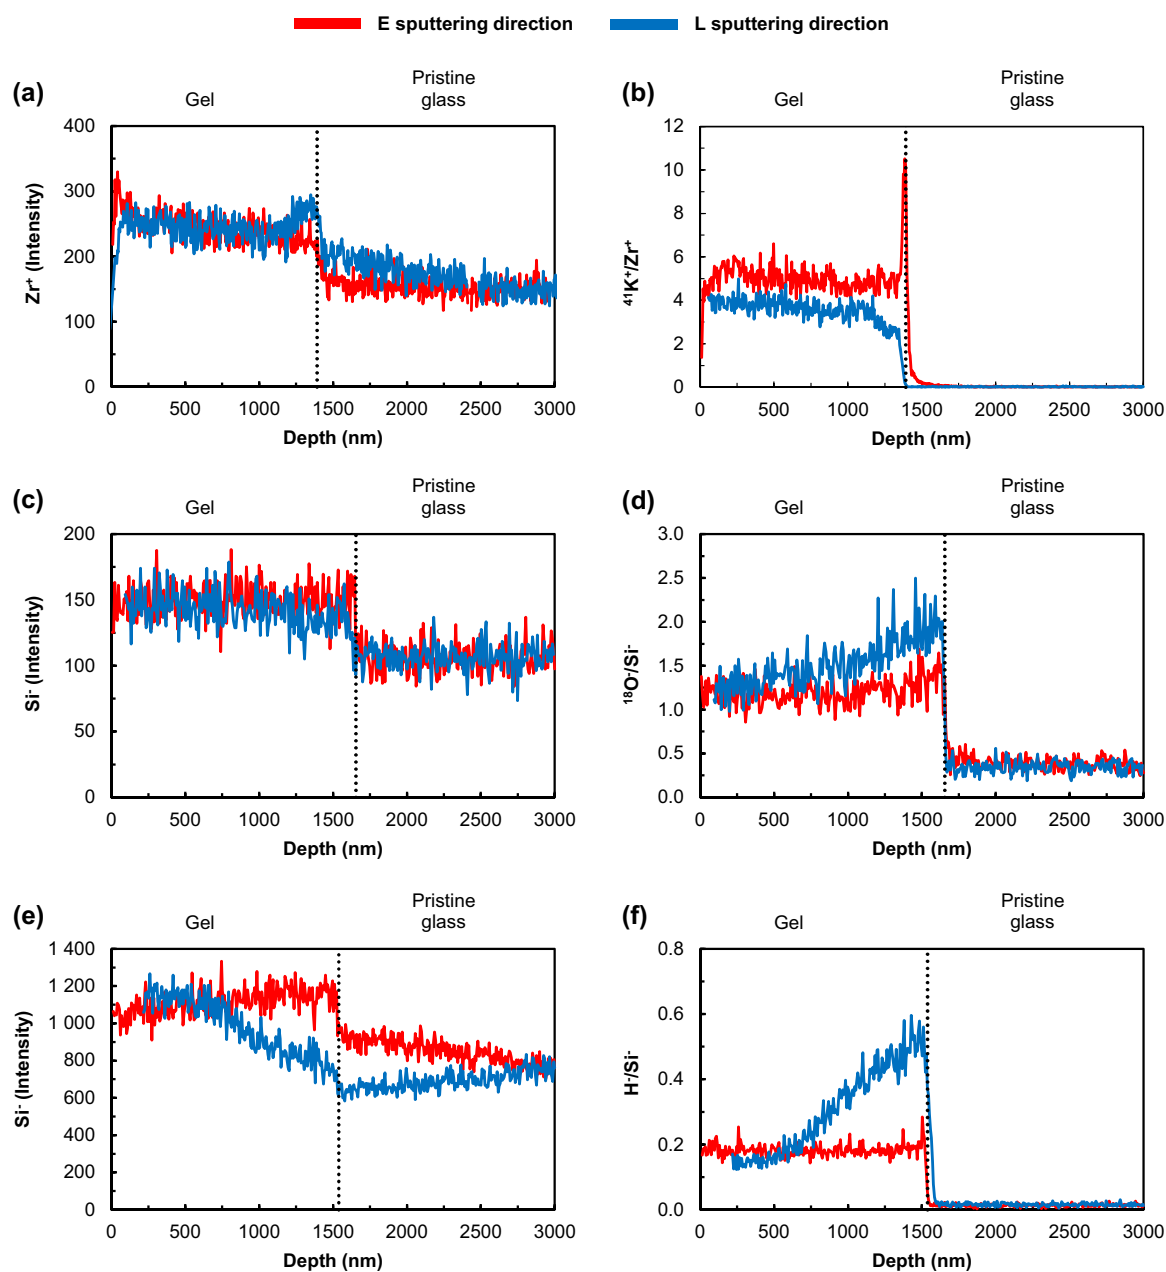 E sputtering direction L sputtering direction
(a) Gel Pristine glass
Zr⁺ (Intensity)
400
300
200
100
0
0 500 1000 1500 2000 2500 3000
Depth (nm)
(b) Gel Pristine glass
⁴¹K⁺/Zr⁺
12
10
8
6
4
2
0
0 500 1000 1500 2000 2500 3000
Depth (nm)
(c) Gel Pristine glass
Si⁻ (Intensity)
200
150
100
50
0
0 500 1000 1500 2000 2500 3000
Depth (nm)
(d) Gel Pristine glass
¹⁸O⁻/Si⁻
3.0
2.5
2.0
1.5
1.0
0.5
0.0
0 500 1000 1500 2000 2500 3000
Depth (nm)
(e) Gel Pristine glass
Si⁻ (Intensity)
1 400
1 200
1 000
800
600
400
200
0
0 500 1000 1500 2000 2500 3000
Depth (nm)
(f) Gel Pristine glass
H⁻/Si⁻
0.8
0.6
0.4
0.2
0.0
0 500 1000 1500 2000 2500 3000
Depth (nm)